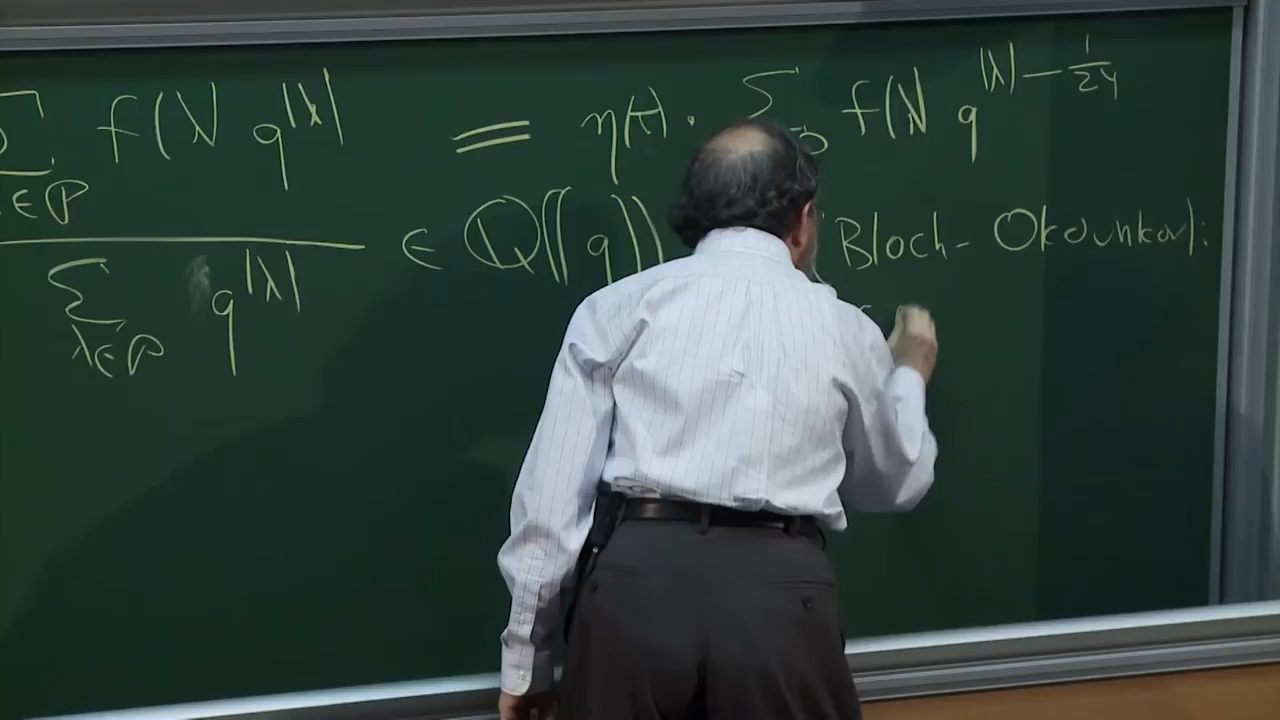 ∑ f(λ) q^{|λ|} = η(τ) · ∑ f(λ) q^{|λ| - 1/24}
λ∈P
∈ Q((q)) Bloch-Okounkov):
∑ q^{|λ|}
λ∈P